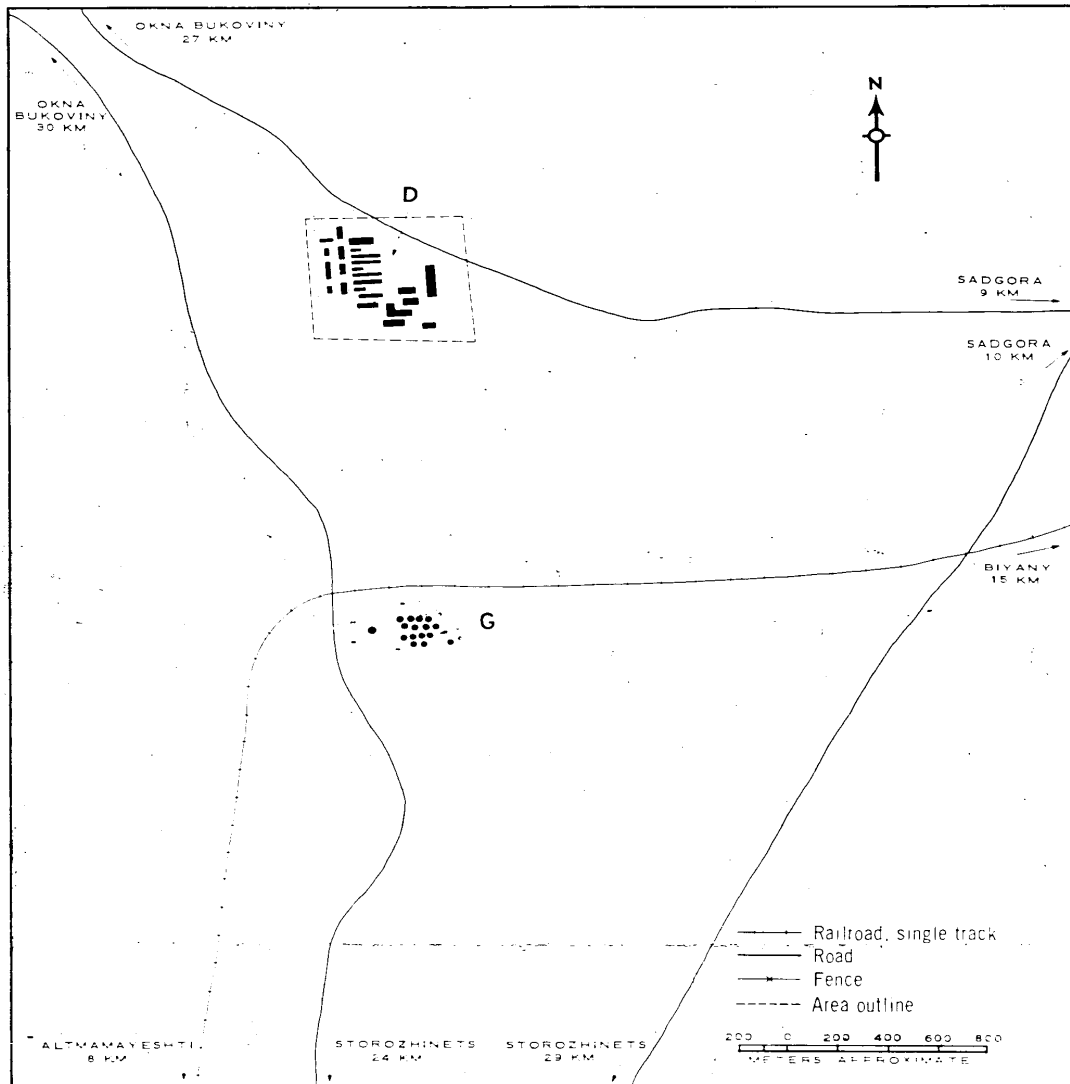 OKNA BUKOVINY
27 KM
OKNA
BUKOVINY
30 KM
N
D
SADGORA
9 KM
SADGORA
10 KM
BIYANY
15 KM
G
Railroad, single track
Road
Fence
Area outline
ALTMAMAYESHTI
8 KM
STOROZHINETS
24 KM
STOROZHINETS
29 KM
200 0 200 400 600 800
METERS APPROXIMATE